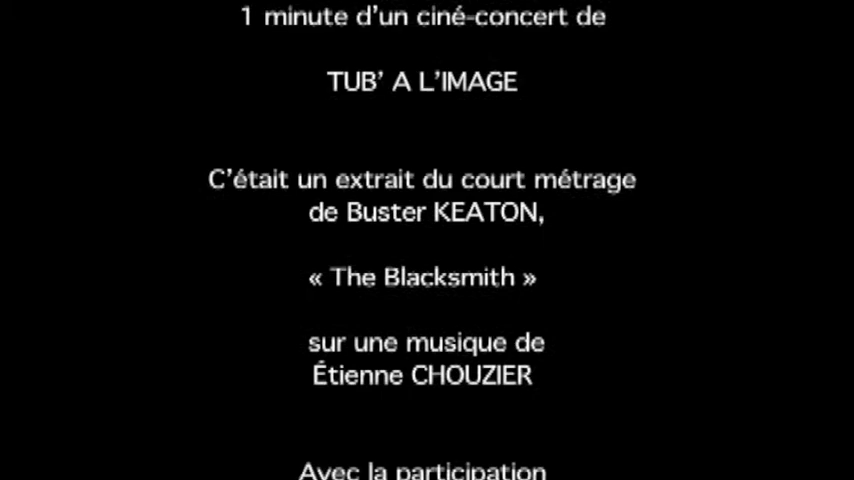 1 minute d’un ciné-concert de
TUB’ A L’IMAGE
C’était un extrait du court métrage
de Buster KEATON,
« The Blacksmith »
sur une musique de
Étienne CHOUZIER
Avec la participation